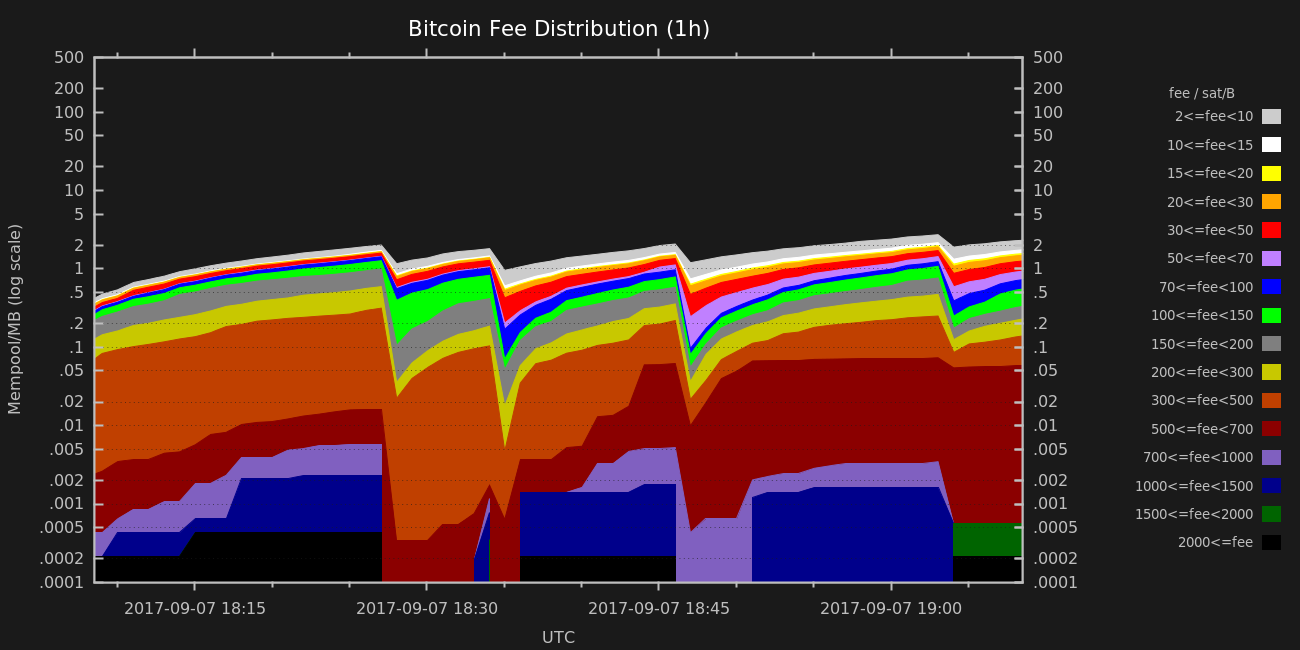 Bitcoin Fee Distribution (1h)
500
200
100
50
20
10
5
2
1
.5
.2
.1
.05
.02
.01
.005
.002
.001
.0005
.0002
.0001
Mempool/MB (log scale)
500
200
100
50
20
10
5
2
1
.5
.2
.1
.05
.02
.01
.005
.002
.001
.0005
.0002
.0001
2017-09-07 18:15
2017-09-07 18:30
2017-09-07 18:45
2017-09-07 19:00
UTC
fee / sat/B
2<=fee<10
10<=fee<15
15<=fee<20
20<=fee<30
30<=fee<50
50<=fee<70
70<=fee<100
100<=fee<150
150<=fee<200
200<=fee<300
300<=fee<500
500<=fee<700
700<=fee<1000
1000<=fee<1500
1500<=fee<2000
2000<=fee